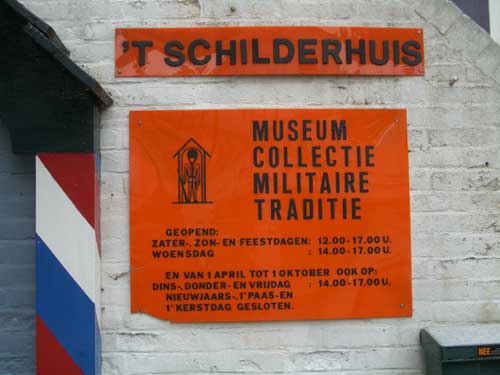 'T SCHILDERHUIS
MUSEUM
COLLECTIE
MILITAIRE
TRADITIE
GEOPEND:
ZATER-, ZON- EN FEESTDAGEN: 12.00-17.00 U.
WOENSDAG : 14.00-17.00 U.
EN VAN 1 APRIL TOT 1 OKTOBER OOK OP:
DINS-, DONDER- EN VRIJDAG : 14.00-17.00 U.
NIEUWJAARS-, 1e PAAS- EN
1e KERSTDAG GESLOTEN.
NEE